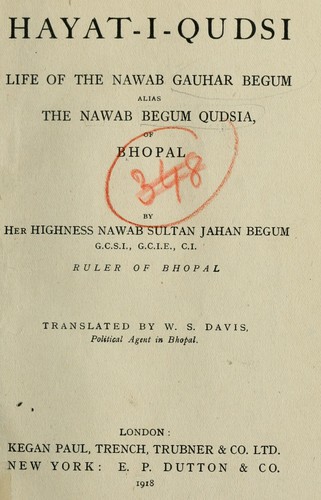 HAYAT-I-QUDSI
LIFE OF THE NAWAB GAUHAR BEGUM
ALIAS
THE NAWAB BEGUM QUDSIA,
OF
BHOPAL
348
BY
HER HIGHNESS NAWAB SULTAN JAHAN BEGUM
G.C.S.I., G.C.I.E., C.I.
RULER OF BHOPAL
TRANSLATED BY W. S. DAVIS,
Political Agent in Bhopal.
LONDON:
KEGAN PAUL, TRENCH, TRUBNER & CO. LTD.
NEW YORK: E. P. DUTTON & CO.
1918